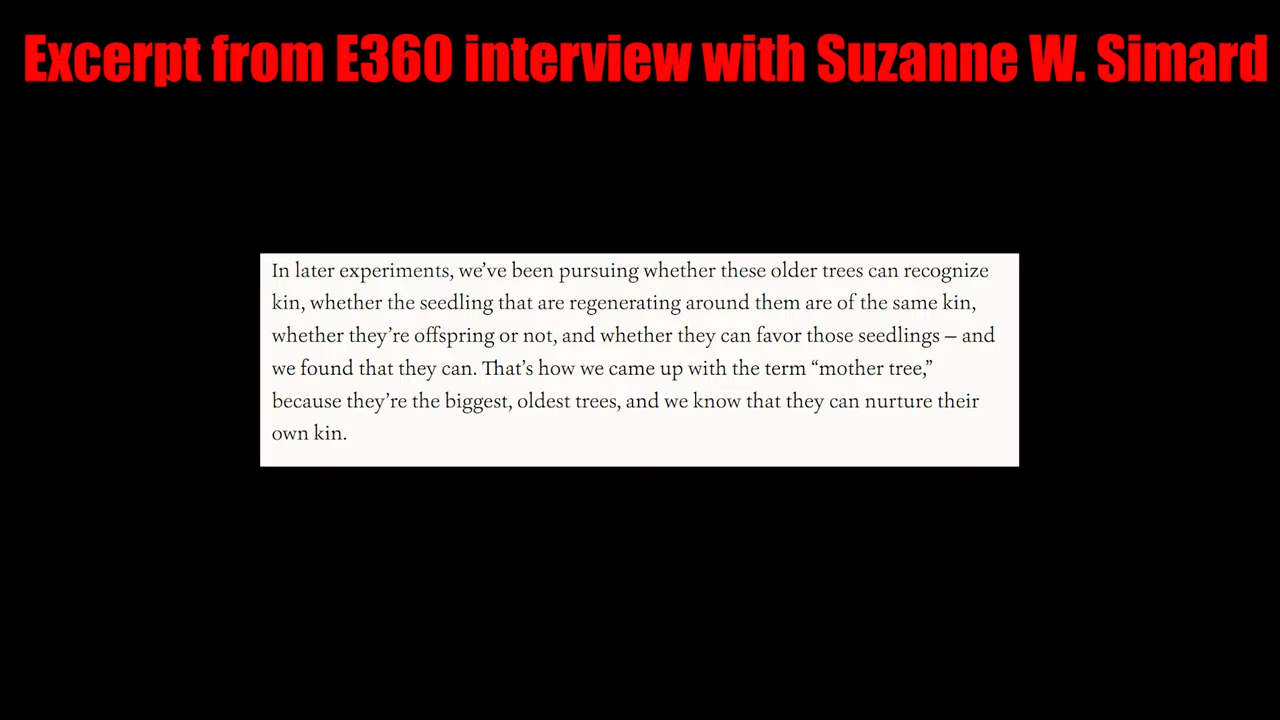 Excerpt from E360 interview with Suzanne W. Simard
In later experiments, we’ve been pursuing whether these older trees can recognize
kin, whether the seedling that are regenerating around them are of the same kin,
whether they’re offspring or not, and whether they can favor those seedlings – and
we found that they can. That’s how we came up with the term “mother tree,”
because they’re the biggest, oldest trees, and we know that they can nurture their
own kin.